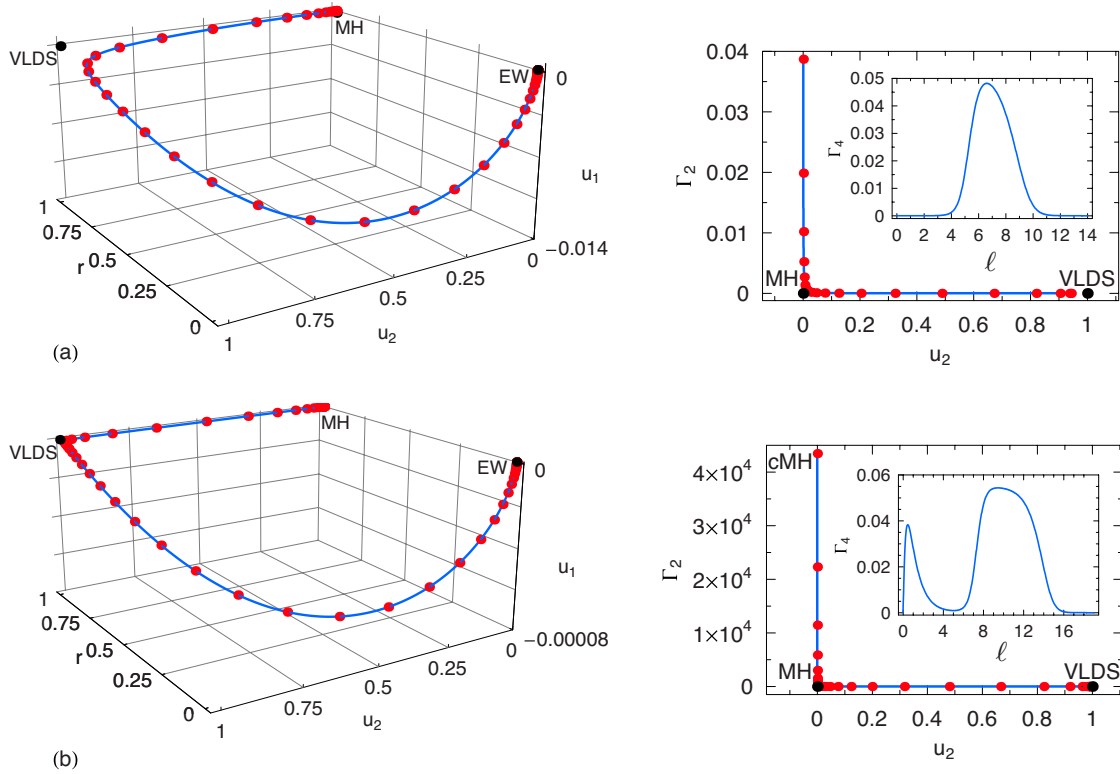 MH
VLDS
EW
0
u₁
−0.014
1
0.75
r 0.5
0.25
0
0
0.25
0.5
0.75
1
u₂
(a)
0.04
0.03
0.02
0.01
0
Γ₂
MH
VLDS
0 0.2 0.4 0.6 0.8 1
u₂
0.05
0.04
0.03
0.02
0.01
0
Γ₄
0 2 4 6 8 10 12 14
ℓ
MH
VLDS
EW
0
u₁
−0.00008
1
0.75
r 0.5
0.25
0
0
0.25
0.5
0.75
1
u₂
(b)
4×10⁴
3×10⁴
2×10⁴
1×10⁴
0
Γ₂
cMH
MH
VLDS
0 0.2 0.4 0.6 0.8 1
u₂
0.06
0.04
0.02
0
Γ₄
0 4 8 12 16
ℓ